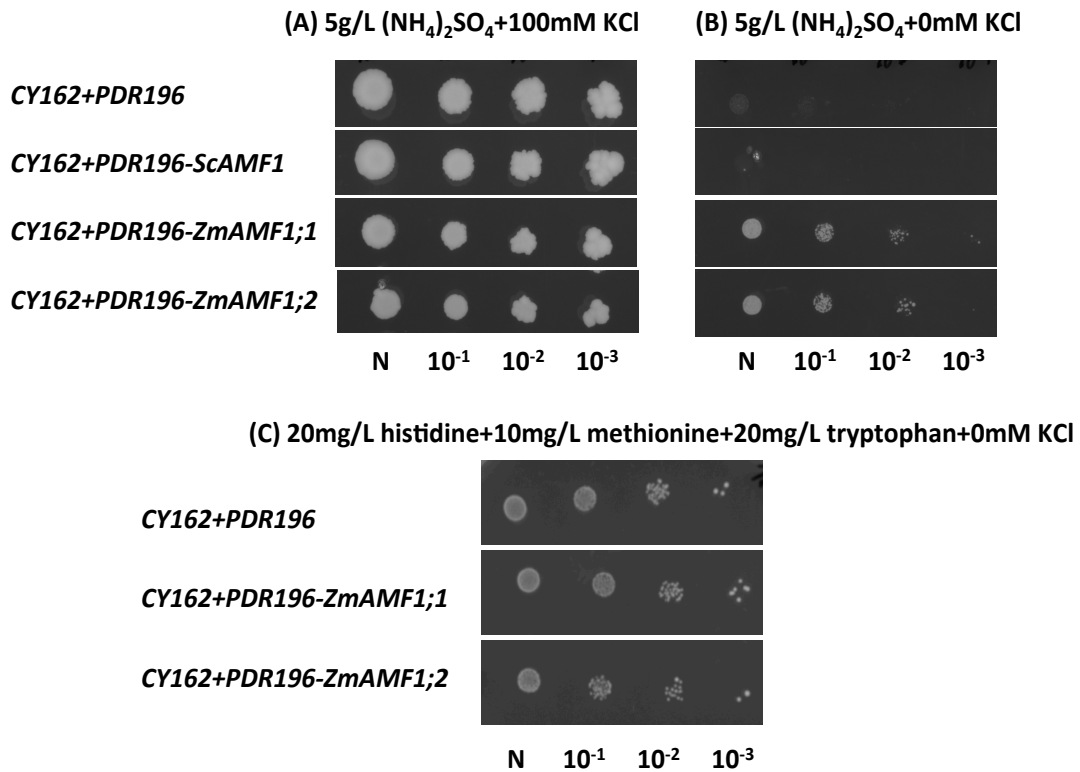 (A) 5g/L (NH₄)₂SO₄+100mM KCl
(B) 5g/L (NH₄)₂SO₄+0mM KCl
CY162+PDR196
CY162+PDR196-ScAMF1
CY162+PDR196-ZmAMF1;1
CY162+PDR196-ZmAMF1;2
N 10⁻¹ 10⁻² 10⁻³
N 10⁻¹ 10⁻² 10⁻³
(C) 20mg/L histidine+10mg/L methionine+20mg/L tryptophan+0mM KCl
CY162+PDR196
CY162+PDR196-ZmAMF1;1
CY162+PDR196-ZmAMF1;2
N 10⁻¹ 10⁻² 10⁻³